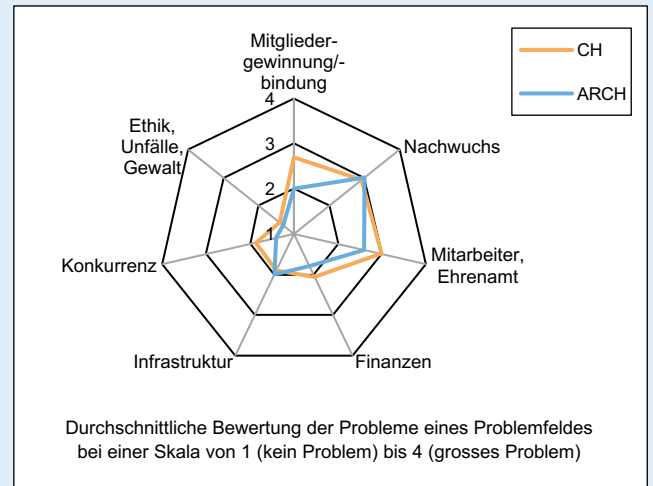 Mitglieder-
gewinnung/-
bindung
CH
ARCH
4
3
2
1
Ethik,
Unfälle,
Gewalt
Nachwuchs
Konkurrenz
Mitarbeiter,
Ehrenamt
Infrastruktur
Finanzen
Durchschnittliche Bewertung der Probleme eines Problemfeldes
bei einer Skala von 1 (kein Problem) bis 4 (grosses Problem)